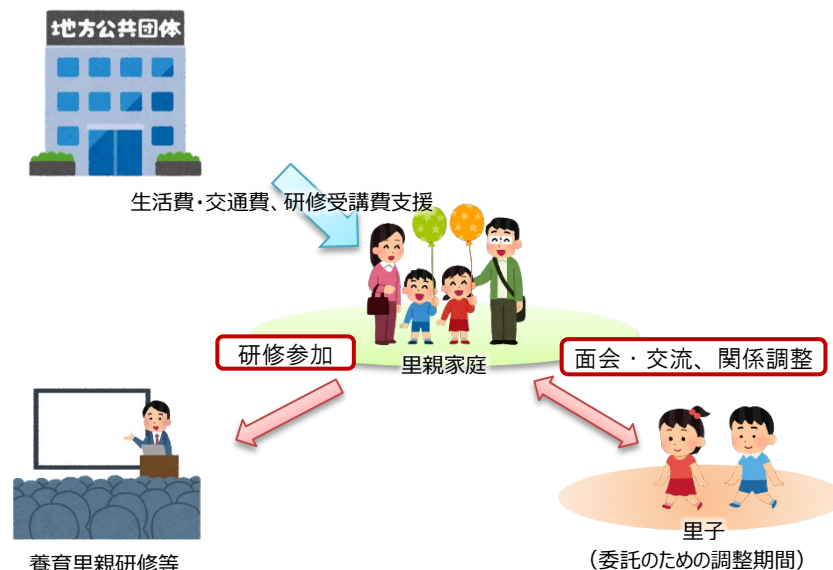 地方公共団体
生活費・交通費、研修受講費支援
研修参加
里親家庭
面会・交流、関係調整
里子
（委託のための調整期間）
養育里親研修等